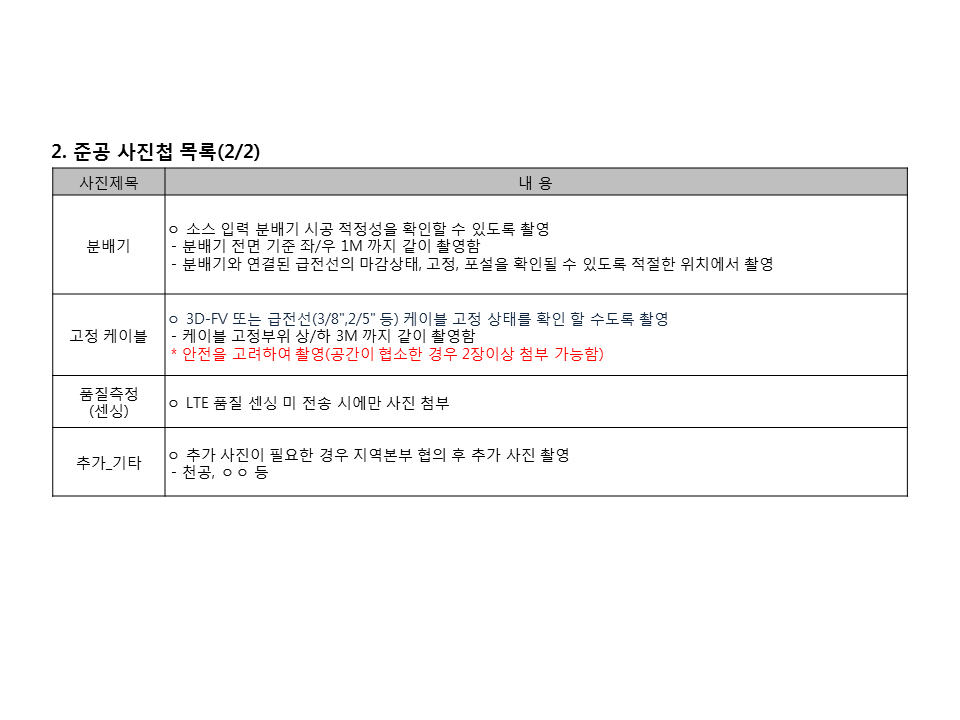 2. 준공 사진첩 목록(2/2)
사진제목
내 용
분배기
ㅇ 소스 입력 분배기 시공 적정성을 확인할 수 있도록 촬영
- 분배기 전면 기준 좌/우 1M 까지 같이 촬영함
- 분배기와 연결된 급전선의 마감상태, 고정, 포설을 확인될 수 있도록 적절한 위치에서 촬영
고정 케이블
ㅇ 3D-FV 또는 급전선(3/8",2/5" 등) 케이블 고정 상태를 확인 할 수도록 촬영
- 케이블 고정부위 상/하 3M 까지 같이 촬영함
* 안전을 고려하여 촬영(공간이 협소한 경우 2장이상 첨부 가능함)
품질측정
(센싱)
ㅇ LTE 품질 센싱 미 전송 시에만 사진 첨부
추가_기타
ㅇ 추가 사진이 필요한 경우 지역본부 협의 후 추가 사진 촬영
- 천공, ㅇㅇ 등